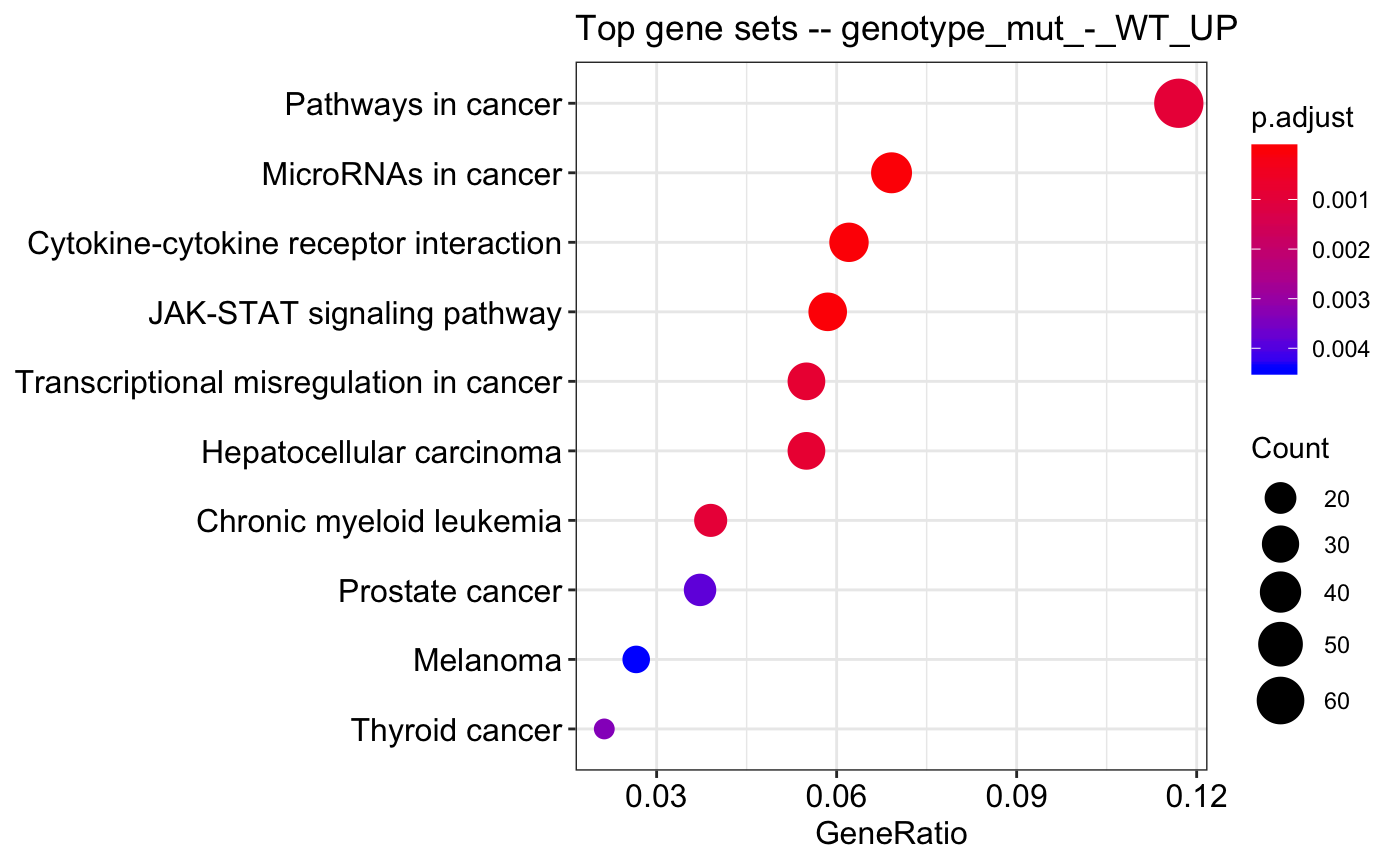 Top gene sets -- genotype_mut_-_WT_UP
Pathways in cancer
MicroRNAs in cancer
Cytokine-cytokine receptor interaction
JAK-STAT signaling pathway
Transcriptional misregulation in cancer
Hepatocellular carcinoma
Chronic myeloid leukemia
Prostate cancer
Melanoma
Thyroid cancer
0.03 0.06 0.09 0.12
GeneRatio
p.adjust
0.001
0.002
0.003
0.004
Count
20
30
40
50
60